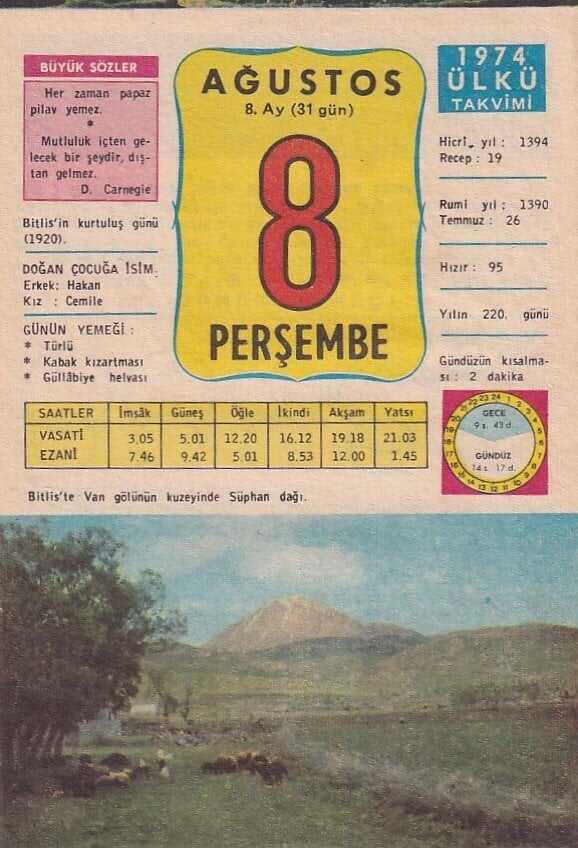 BÜYÜK SÖZLER
Her zaman papaz
pilav yemez.
*
Mutluluk içten ge-
lecek bir şeydir, dış-
tan gelmez.
D. Carnegie
Bitlis'in kurtuluş günü
(1920).
DOĞAN ÇOCUĞA İSİM:
Erkek: Hakan
Kız : Cemile
GÜNÜN YEMEĞİ :
* Türlü
* Kabak kızartması
* Güllâbiye helvası
AĞUSTOS
8. Ay (31 gün)
8
PERŞEMBE
1974
ÜLKÜ
TAKVİMİ
Hicrî yıl : 1394
Recep : 19
Rumi yıl : 1390
Temmuz : 26
Hızır : 95
Yılın 220. günü
Gündüzün kısalma-
sı : 2 dakika
SAATLER İmsâk Güneş Öğle İkindi Akşam Yatsı
VASATİ 3,05 5.01 12.20 16.12 19.18 21.03
EZANİ 7.46 9.42 5.01 8.53 12.00 1.45
GECE
9 s. 43 d.
GÜNDÜZ
14 s. 17 d.
Bitlis'te Van gölünün kuzeyinde Süphan dağı.